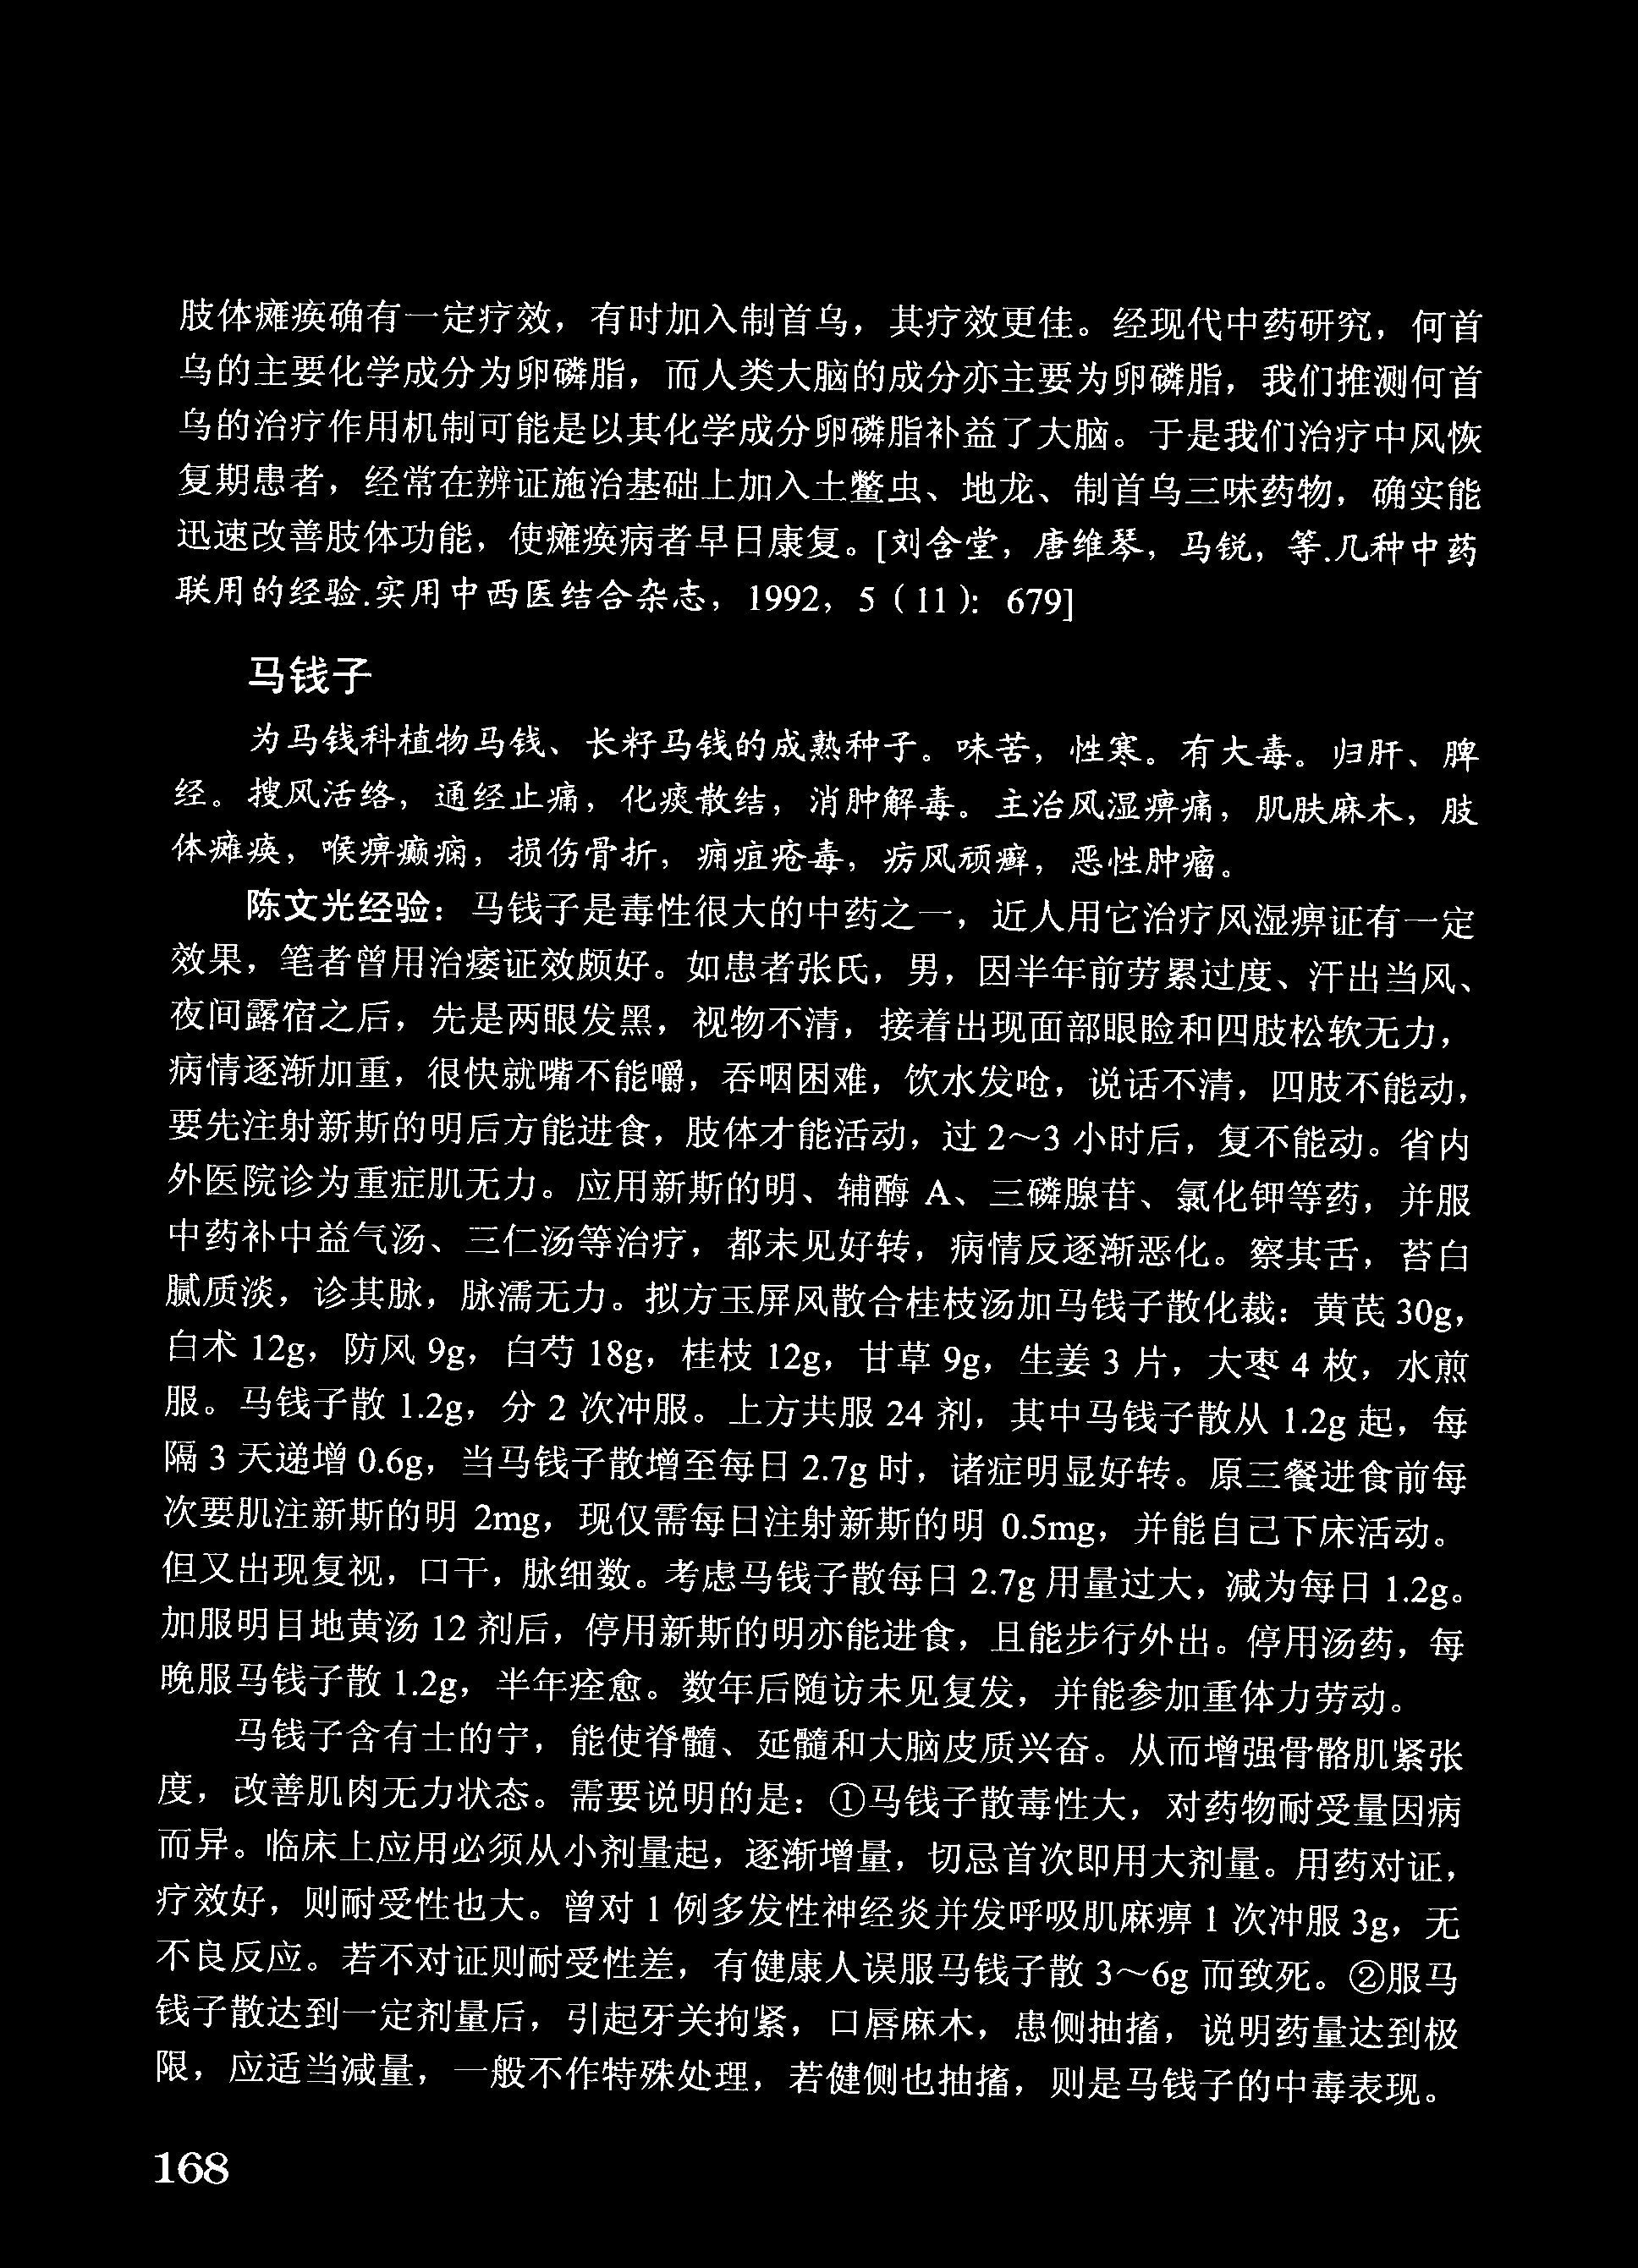 肢体瘫痪确有一定疗效，有时加入制首乌，其疗效更佳。经现代中药研究，何首
乌的主要化学成分为卵磷脂，而人类大脑的成分亦主要为卵磷脂，我们推测何首
乌的治疗作用机制可能是以其化学成分卵磷脂补益了大脑。于是我们治疗中风恢
复期患者，经常在辨证施治基础上加入土鳖虫、地龙、制首乌三味药物，确实能
迅速改善肢体功能，使瘫痪病者早日康复。[刘含堂，唐维琴，马锐，等.几种中药
联用的经验.实用中西医结合杂志，1992，5（11）：679]
马钱子
为马钱科植物马钱、长籽马钱的成熟种子。味苦，性寒。有大毒。归肝、脾
经。搜风活络，通经止痛，化痰散结，消肿解毒。主治风湿痹痛，肌肤麻木，肢
体瘫痪，喉痹癫痫，损伤骨折，痈疽疮毒，疠风顽癣，恶性肿瘤。
陈文光经验：马钱子是毒性很大的中药之一，近人用它治疗风湿痹证有一定
效果，笔者曾用治痿证效颇好。如患者张氏，男，因半年前劳累过度、汗出当风、
夜间露宿之后，先是两眼发黑，视物不清，接着出现面部眼睑和四肢松软无力，
病情逐渐加重，很快就嘴不能嚼，吞咽困难，饮水发呛，说话不清，四肢不能动，
要先注射新斯的明后方能进食，肢体才能活动，过 2～3 小时后，复不能动。省内
外医院诊为重症肌无力。应用新斯的明、辅酶 A、三磷腺苷、氯化钾等药，并服
中药补中益气汤、三仁汤等治疗，都未见好转，病情反逐渐恶化。察其舌，苔白
腻质淡，诊其脉，脉濡无力。拟方玉屏风散合桂枝汤加马钱子散化裁：黄芪 30g，
白术 12g，防风 9g，白芍 18g，桂枝 12g，甘草 9g，生姜 3 片，大枣 4 枚，水煎
服。马钱子散 1.2g，分 2 次冲服。上方共服 24 剂，其中马钱子散从 1.2g 起，每
隔 3 天递增 0.6g，当马钱子散增至每日 2.7g 时，诸症明显好转。原三餐进食前每
次要肌注新斯的明 2mg，现仅需每日注射新斯的明 0.5mg，并能自己下床活动。
但又出现复视，口干，脉细数。考虑马钱子散每日 2.7g 用量过大，减为每日 1.2g。
加服明目地黄汤 12 剂后，停用新斯的明亦能进食，且能步行外出。停用汤药，每
晚服马钱子散 1.2g，半年痊愈。数年后随访未见复发，并能参加重体力劳动。
马钱子含有士的宁，能使脊髓、延髓和大脑皮质兴奋。从而增强骨骼肌紧张
度，改善肌肉无力状态。需要说明的是：①马钱子散毒性大，对药物耐受量因病
而异。临床上应用必须从小剂量起，逐渐增量，切忌首次即用大剂量。用药对证，
疗效好，则耐受性也大。曾对 1 例多发性神经炎并发呼吸肌麻痹 1 次冲服 3g，无
不良反应。若不对证则耐受性差，有健康人误服马钱子散 3～6g 而致死。②服马
钱子散达到一定剂量后，引起牙关拘紧，口唇麻木，患侧抽搐，说明药量达到极
限，应适当减量，一般不作特殊处理，若健侧也抽搐，则是马钱子的中毒表现。
168